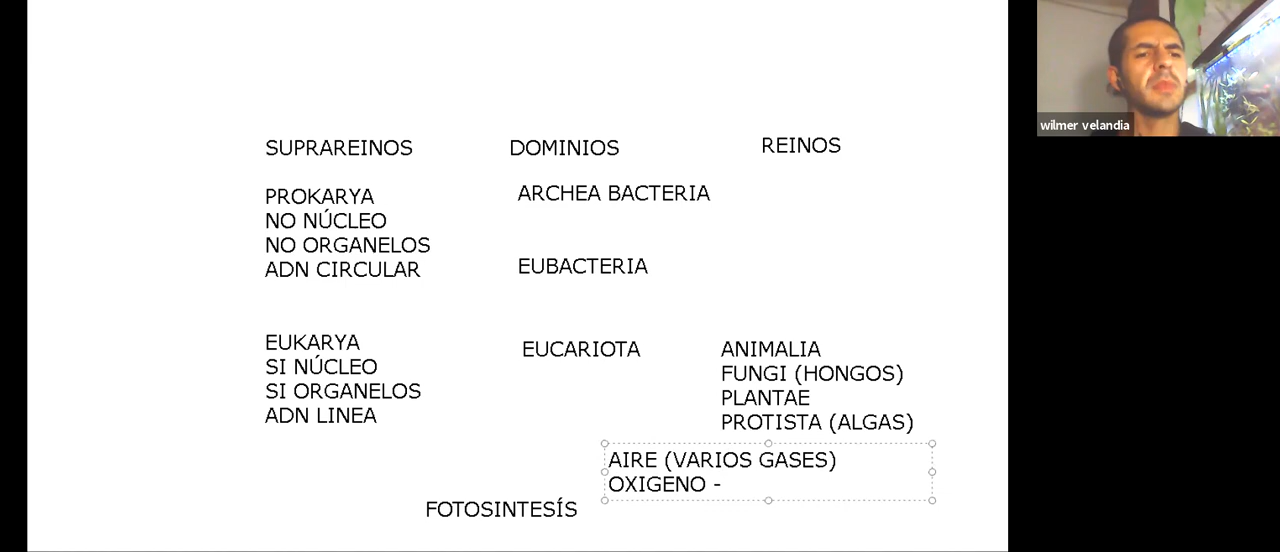 SUPRAREINOS
DOMINIOS
REINOS
PROKARYA
NO NÚCLEO
NO ORGANELOS
ADN CIRCULAR
ARCHEA BACTERIA
EUBACTERIA
EUKARYA
SI NÚCLEO
SI ORGANELOS
ADN LINEA
EUCARIOTA
ANIMALIA
FUNGI (HONGOS)
PLANTAE
PROTISTA (ALGAS)
AIRE (VARIOS GASES)
OXIGENO -
FOTOSINTESÍS
wilmer velandia